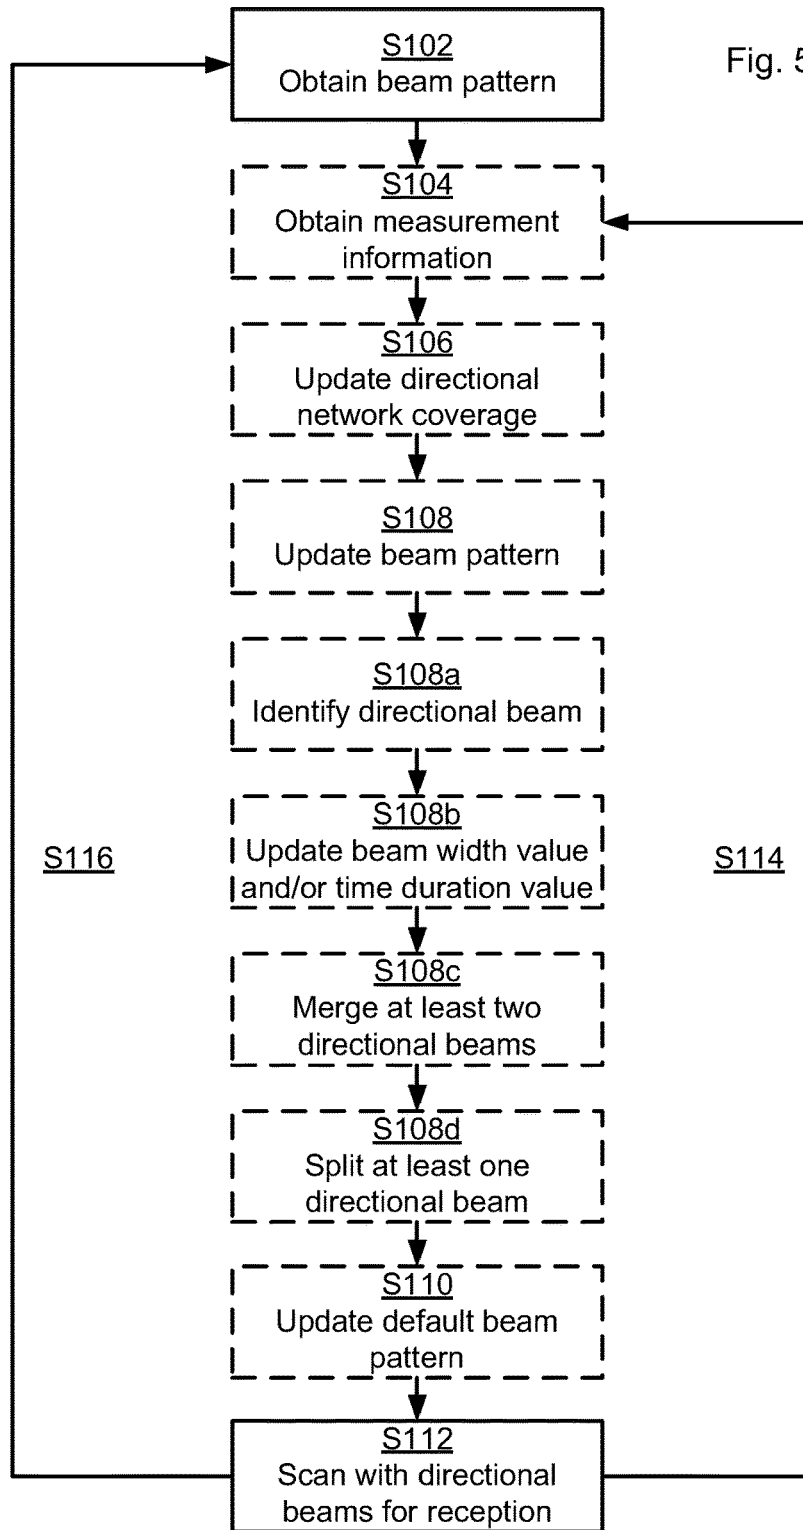 S102
Obtain beam pattern
Fig. 5
S104
Obtain measurement
information
S106
Update directional
network coverage
S108
Update beam pattern
S108a
Identify directional beam
S108b
Update beam width value
and/or time duration value
S116
S114
S108c
Merge at least two
directional beams
S108d
Split at least one
directional beam
S110
Update default beam
pattern
S112
Scan with directional
beams for reception